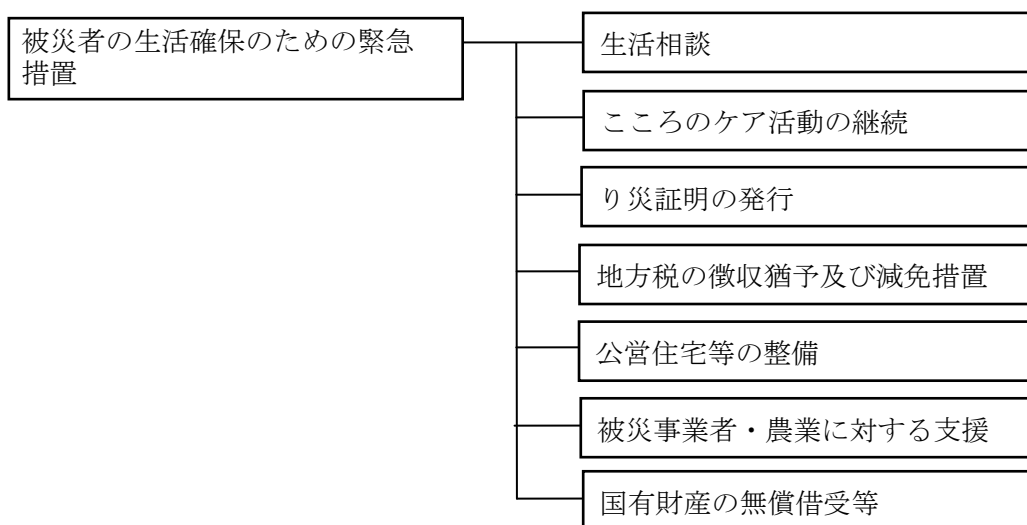 被災者の生活確保のための緊急
措置
生活相談
こころのケア活動の継続
り災証明の発行
地方税の徴収猶予及び減免措置
公営住宅等の整備
被災事業者・農業に対する支援
国有財産の無償借受等